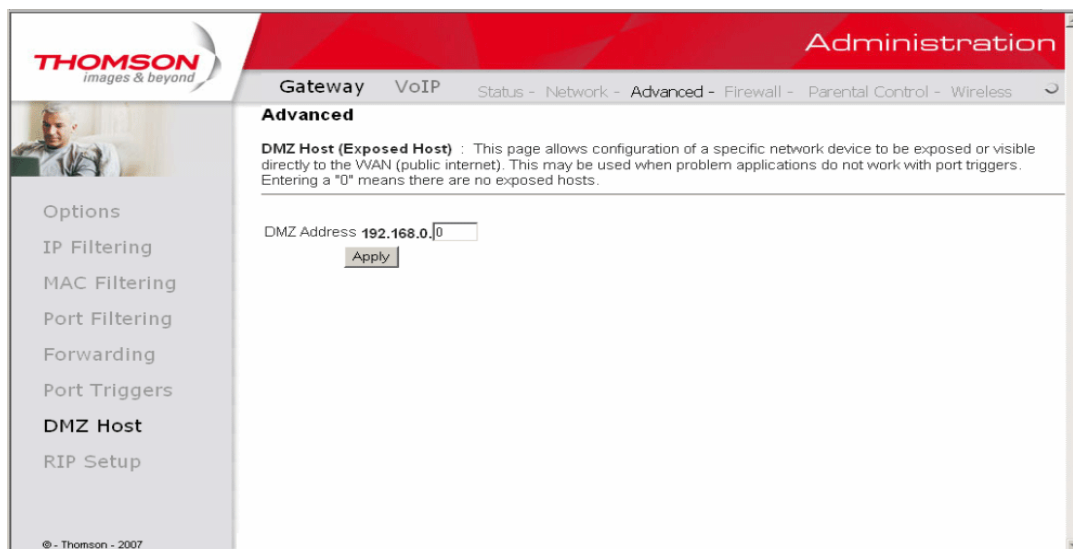 THOMSON
images & beyond
Administration
Gateway VoIP Status - Network - Advanced - Firewall - Parental Control - Wireless
Advanced
DMZ Host (Exposed Host) : This page allows configuration of a specific network device to be exposed or visible
directly to the WAN (public internet). This may be used when problem applications do not work with port triggers.
Entering a "0" means there are no exposed hosts.
DMZ Address 192.168.0.0
Apply
Options
IP Filtering
MAC Filtering
Port Filtering
Forwarding
Port Triggers
DMZ Host
RIP Setup
© - Thomson - 2007